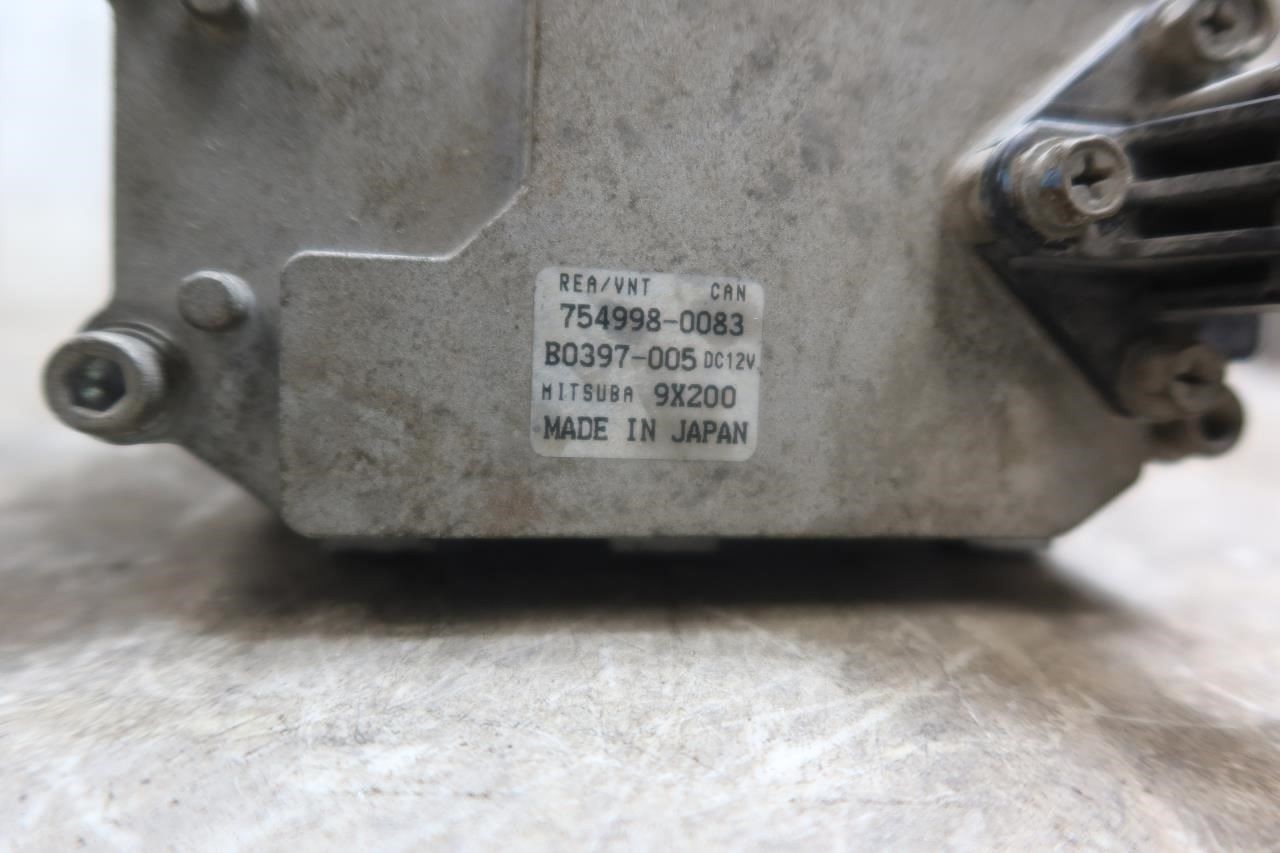 REA/VNT CAN
754998-0083
B0397-005 DC12V
MITSUBA 9X200
MADE IN JAPAN